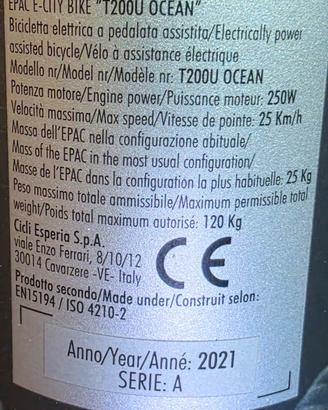 EPAC E-CITY BIKE "T200U OCEAN"
Bicicletta elettrica a pedalata assistita/Electrically power
assisted bicycle/Vélo à assistance électrique
Modello nr/Model nr/Modèle nr: T200U OCEAN
Potenza motore/Engine power/Puissance moteur: 250W
Velocità massima/Max speed/Vitesse de pointe: 25 Km/h
Massa dell'EPAC nella configurazione abituale/
Mass of the EPAC in the most usual configuration/
Masse de l'EPAC dans la configuration la plus habituelle: 25 Kg
Peso massimo totale ammissibile/Maximum permissible total
weight/Poids total maximum autorisé: 120 Kg
Cicli Esperia S.p.A.
viale Enzo Ferrari, 8/10/12
30014 Cavarzere -VE- Italy
CE
Prodotto secondo/Made under/Construit selon:
EN15194 / ISO 4210-2
Anno/Year/Anné: 2021
SERIE: A